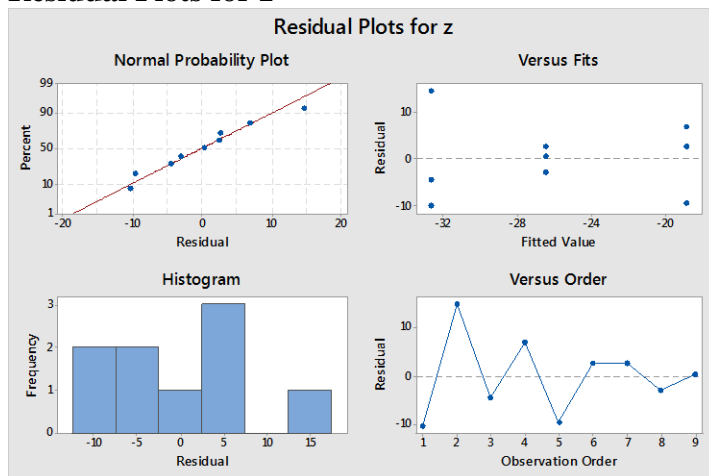 Residual Plots for z
Residual Plots for z
Normal Probability Plot
99
90
50
10
1
Percent
-20
-10
0
10
20
Residual
Versus Fits
10
0
-10
Residual
-32
-28
-24
-20
Fitted Value
Histogram
3
2
1
0
Frequency
-10
-5
0
5
10
15
Residual
Versus Order
10
0
-10
Residual
1
2
3
4
5
6
7
8
9
Observation Order